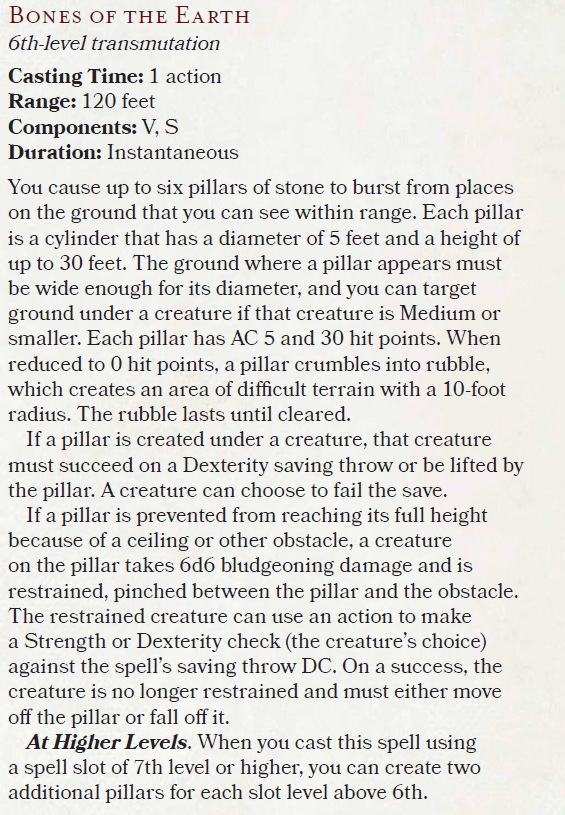 BONES OF THE EARTH
6th-level transmutation
Casting Time: 1 action
Range: 120 feet
Components: V, S
Duration: Instantaneous
You cause up to six pillars of stone to burst from places
on the ground that you can see within range. Each pillar
is a cylinder that has a diameter of 5 feet and a height of
up to 30 feet. The ground where a pillar appears must
be wide enough for its diameter, and you can target
ground under a creature if that creature is Medium or
smaller. Each pillar has AC 5 and 30 hit points. When
reduced to 0 hit points, a pillar crumbles into rubble,
which creates an area of difficult terrain with a 10-foot
radius. The rubble lasts until cleared.
If a pillar is created under a creature, that creature
must succeed on a Dexterity saving throw or be lifted by
the pillar. A creature can choose to fail the save.
If a pillar is prevented from reaching its full height
because of a ceiling or other obstacle, a creature
on the pillar takes 6d6 bludgeoning damage and is
restrained, pinched between the pillar and the obstacle.
The restrained creature can use an action to make
a Strength or Dexterity check (the creature's choice)
against the spell's saving throw DC. On a success, the
creature is no longer restrained and must either move
off the pillar or fall off it.
At Higher Levels. When you cast this spell using
a spell slot of 7th level or higher, you can create two
additional pillars for each slot level above 6th.